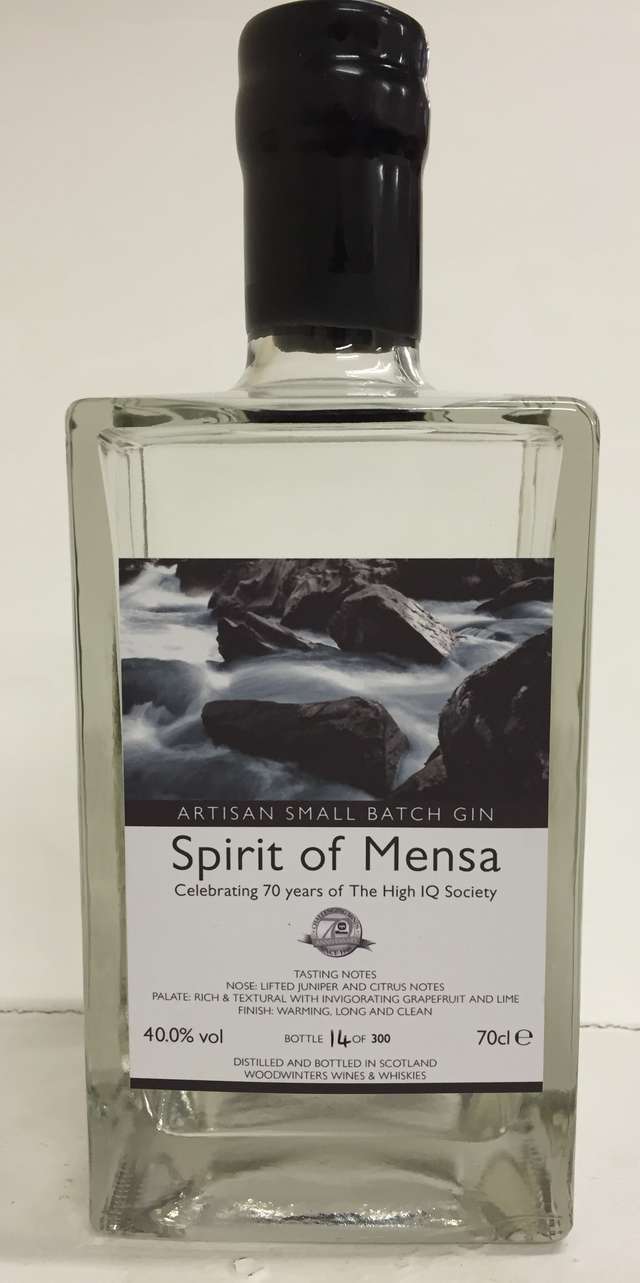 ARTISAN SMALL BATCH GIN
Spirit of Mensa
Celebrating 70 years of The High IQ Society
TASTING NOTES
NOSE: LIFTED JUNIPER AND CITRUS NOTES
PALATE: RICH & TEXTURAL WITH INVIGORATING GRAPEFRUIT AND LIME
FINISH: WARMING, LONG AND CLEAN
40.0% vol BOTTLE 14 OF 300 70cl ℮
DISTILLED AND BOTTLED IN SCOTLAND
WOODWINTERS WINES & WHISKIES